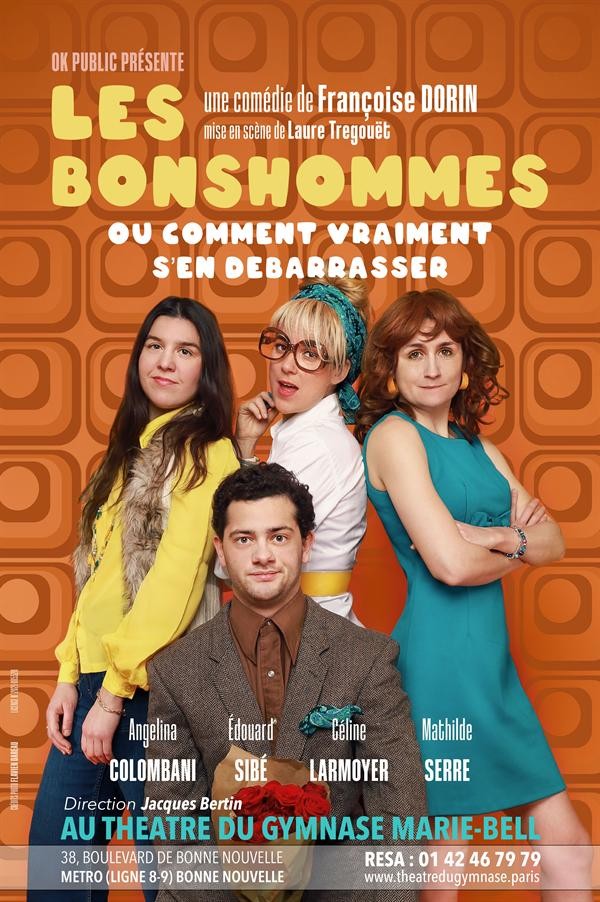 OK PUBLIC PRÉSENTE
LES
une comédie de Françoise DORIN
mise en scène de Laure Tregouët
BONSHOMMES
OU COMMENT VRAIMENT
S'EN DEBARRASSER
Angelina Édouard Céline Mathilde
COLOMBANI SIBÉ LARMOYER SERRE
Direction Jacques Bertin
AU THEATRE DU GYMNASE MARIE-BELL
38, BOULEVARD DE BONNE NOUVELLE
METRO (LIGNE 8-9) BONNE NOUVELLE
RESA : 01 42 46 79 79
www.theatredugymnase.paris